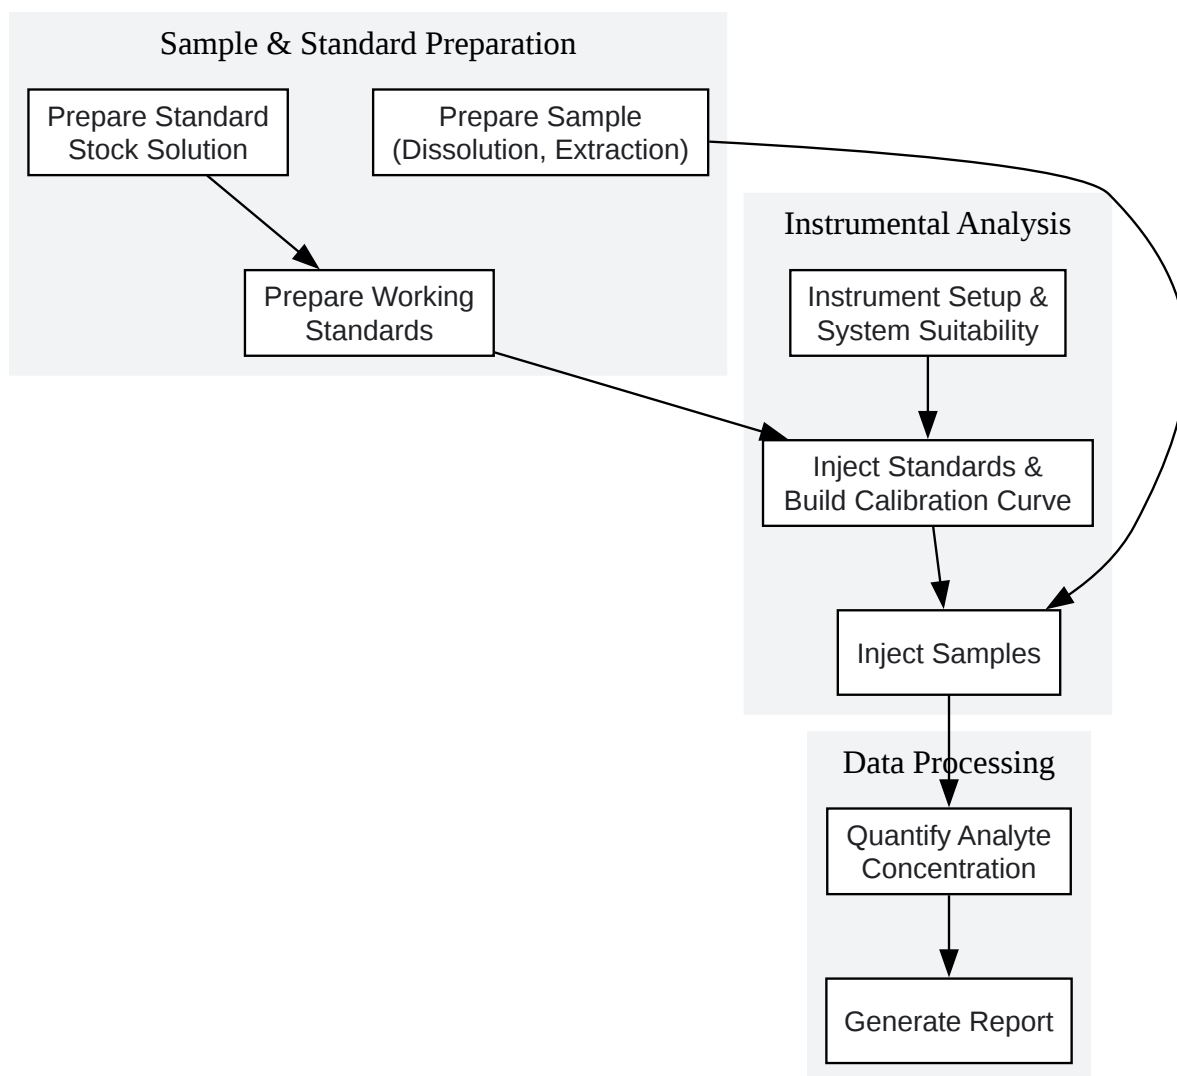 Sample & Standard Preparation
Prepare Standard
Stock Solution
Prepare Sample
(Dissolution, Extraction)
Prepare Working
Standards
Instrumental Analysis
Instrument Setup &
System Suitability
Inject Standards &
Build Calibration Curve
Inject Samples
Data Processing
Quantify Analyte
Concentration
Generate Report